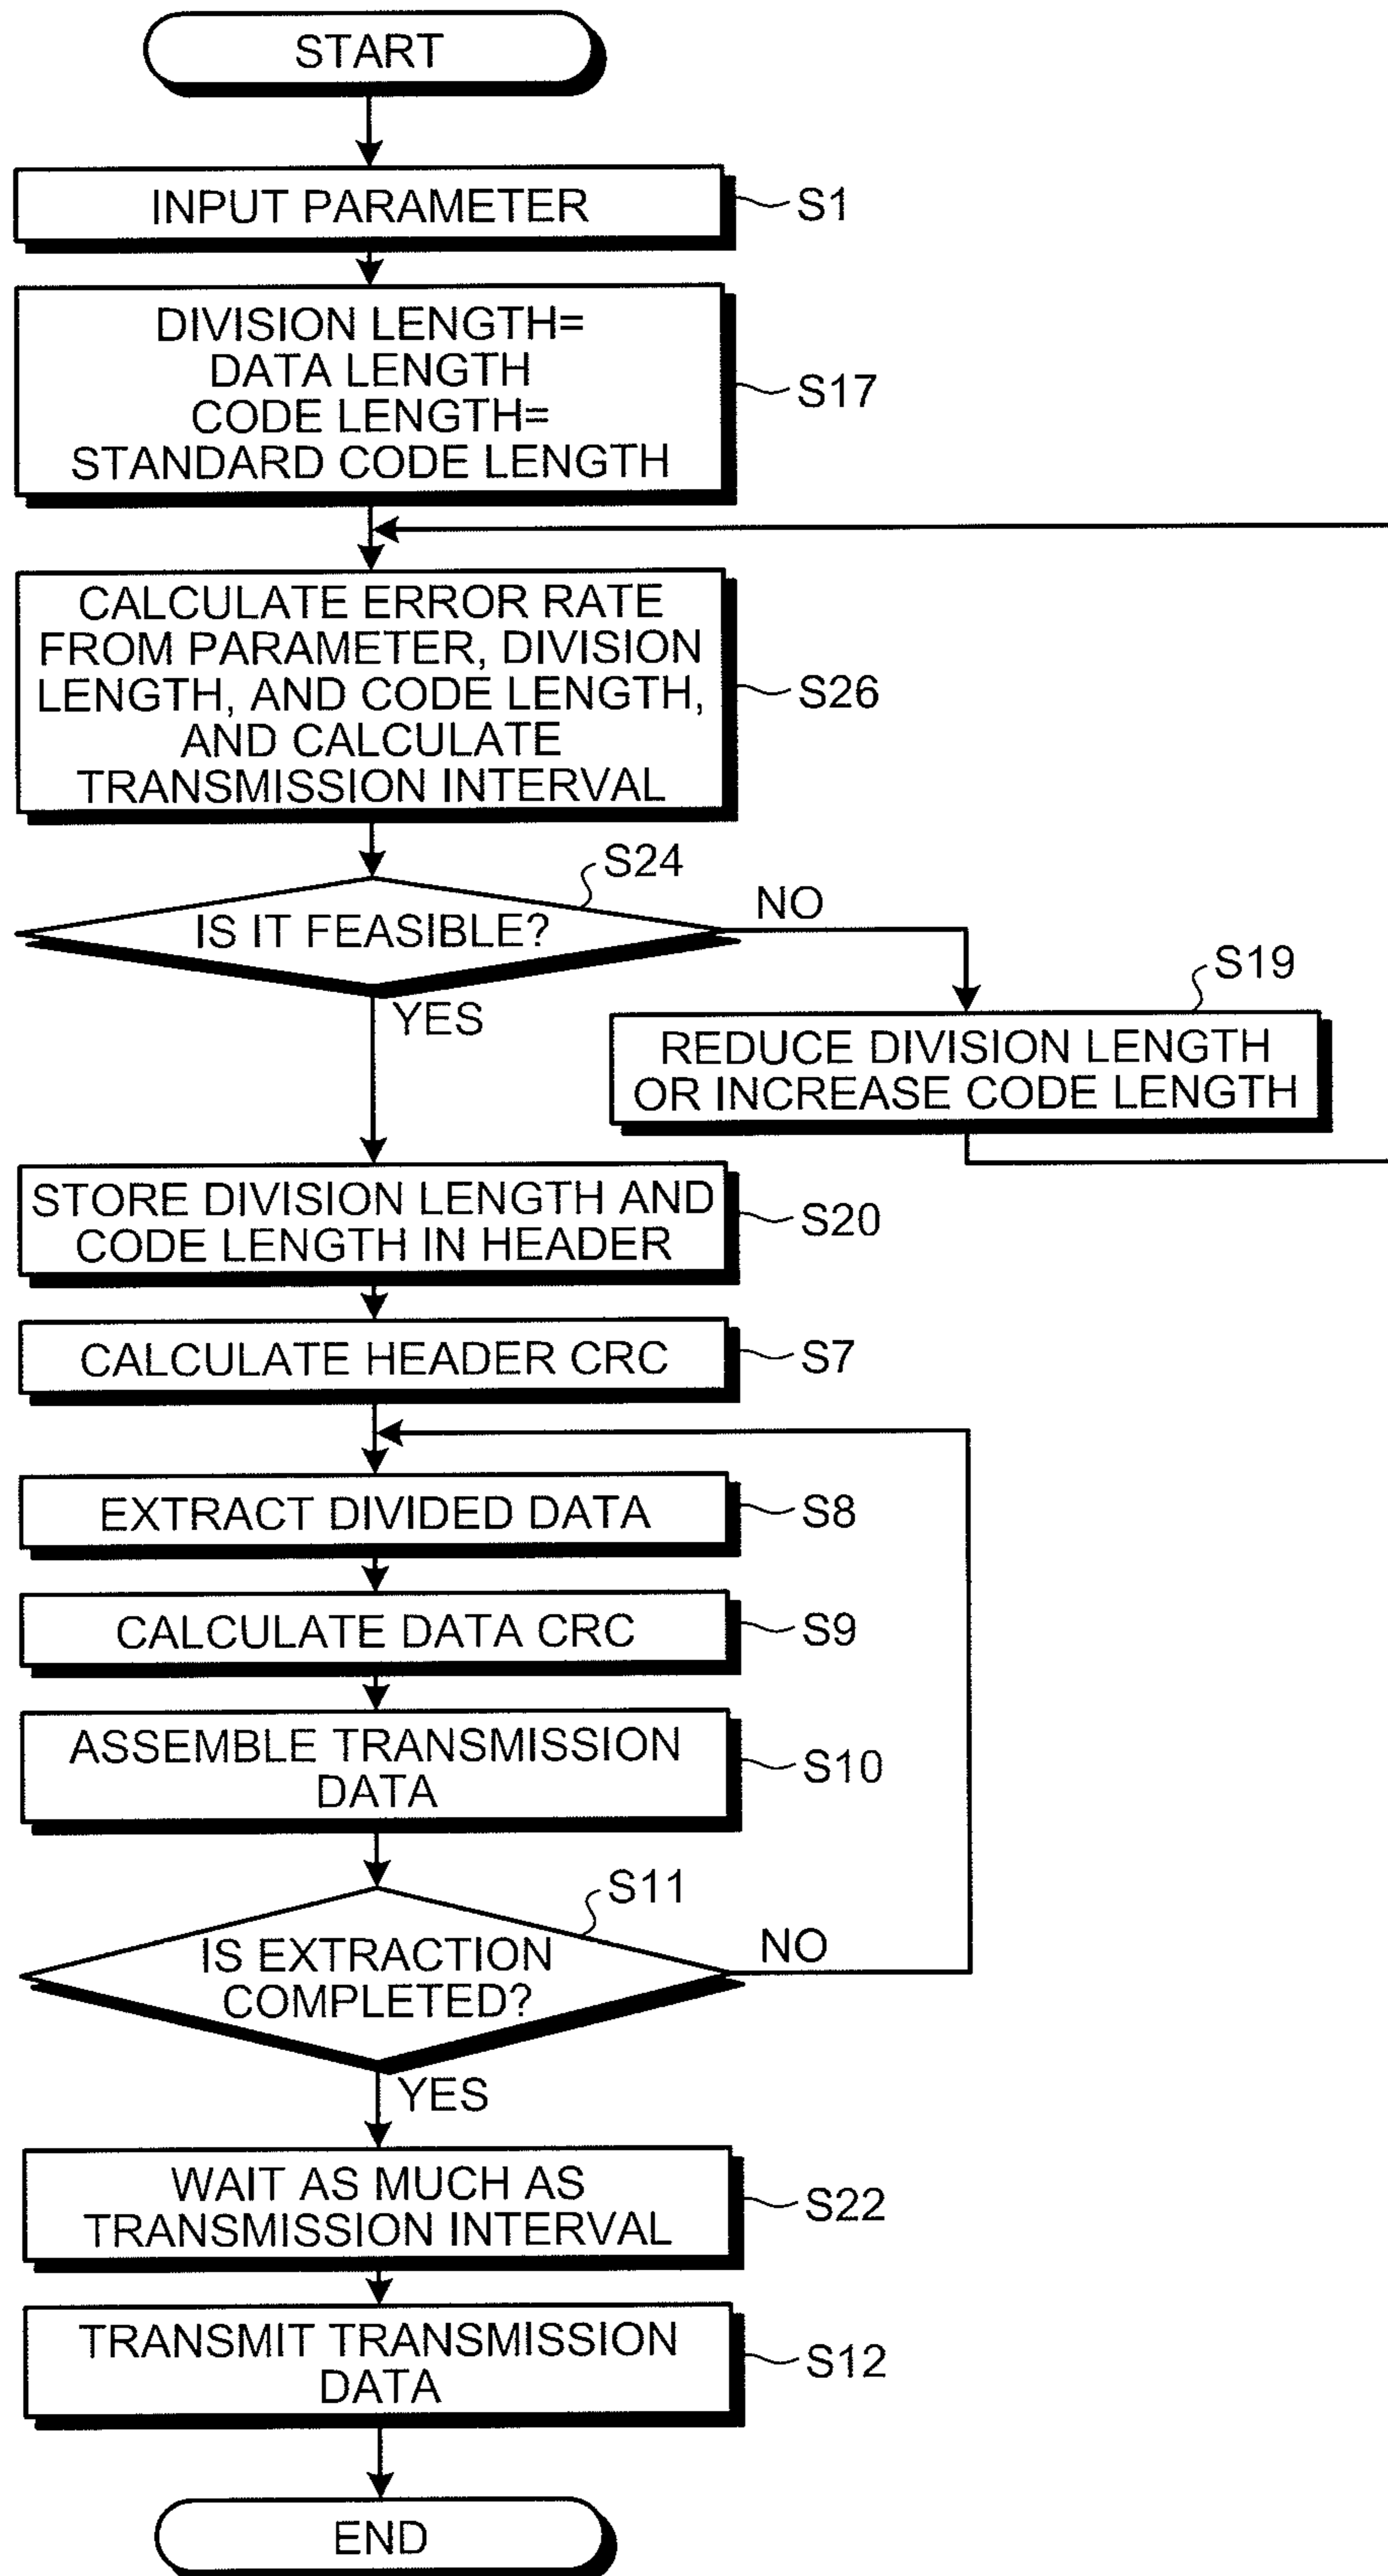 START
INPUT PARAMETER
S1
DIVISION LENGTH=
DATA LENGTH
CODE LENGTH=
STANDARD CODE LENGTH
S17
CALCULATE ERROR RATE
FROM PARAMETER, DIVISION
LENGTH, AND CODE LENGTH,
AND CALCULATE
TRANSMISSION INTERVAL
S26
S24
IS IT FEASIBLE?
NO
YES
S19
REDUCE DIVISION LENGTH
OR INCREASE CODE LENGTH
STORE DIVISION LENGTH AND
CODE LENGTH IN HEADER
S20
CALCULATE HEADER CRC
S7
EXTRACT DIVIDED DATA
S8
CALCULATE DATA CRC
S9
ASSEMBLE TRANSMISSION
DATA
S10
S11
IS EXTRACTION
COMPLETED?
NO
YES
WAIT AS MUCH AS
TRANSMISSION INTERVAL
S22
TRANSMIT TRANSMISSION
DATA
S12
END